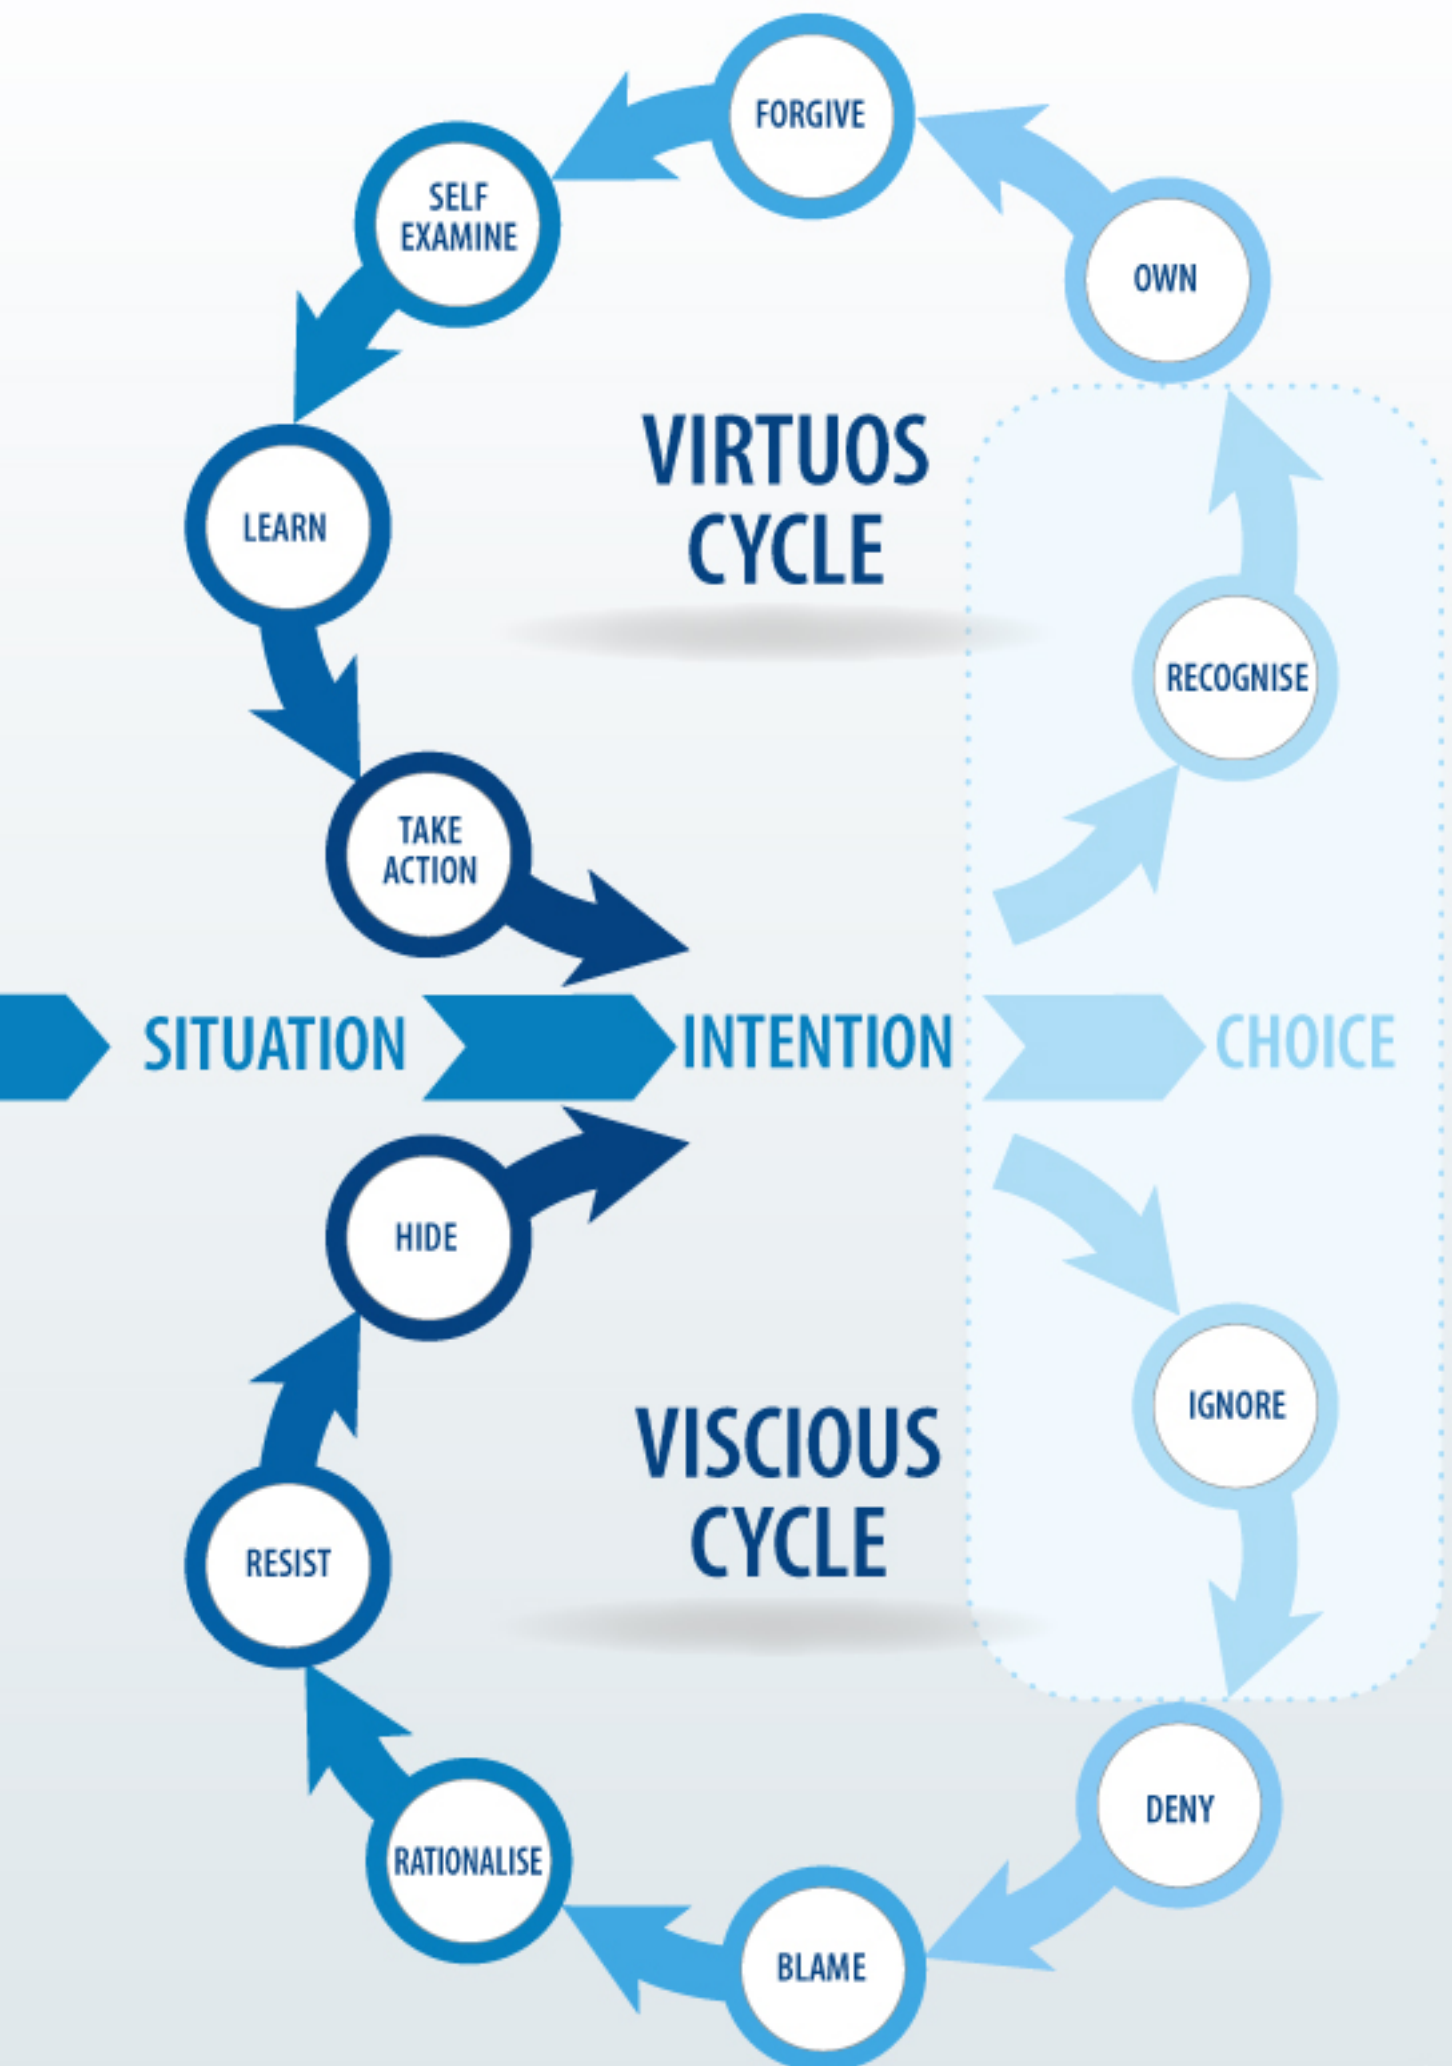 FORGIVE
SELF
EXAMINE
OWN
VIRTUOS
CYCLE
LEARN
RECOGNISE
TAKE
ACTION
SITUATION INTENTION CHOICE
HIDE
IGNORE
VISCIOUS
CYCLE
RESIST
DENY
RATIONALISE
BLAME